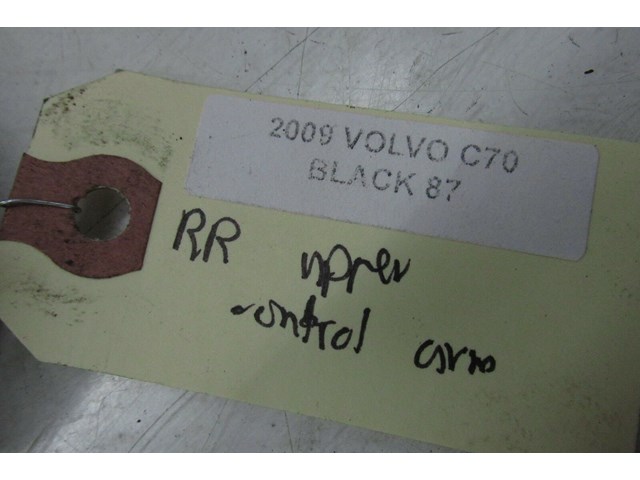 2009 VOLVO C70
BLACK 87
RR upper
control arm